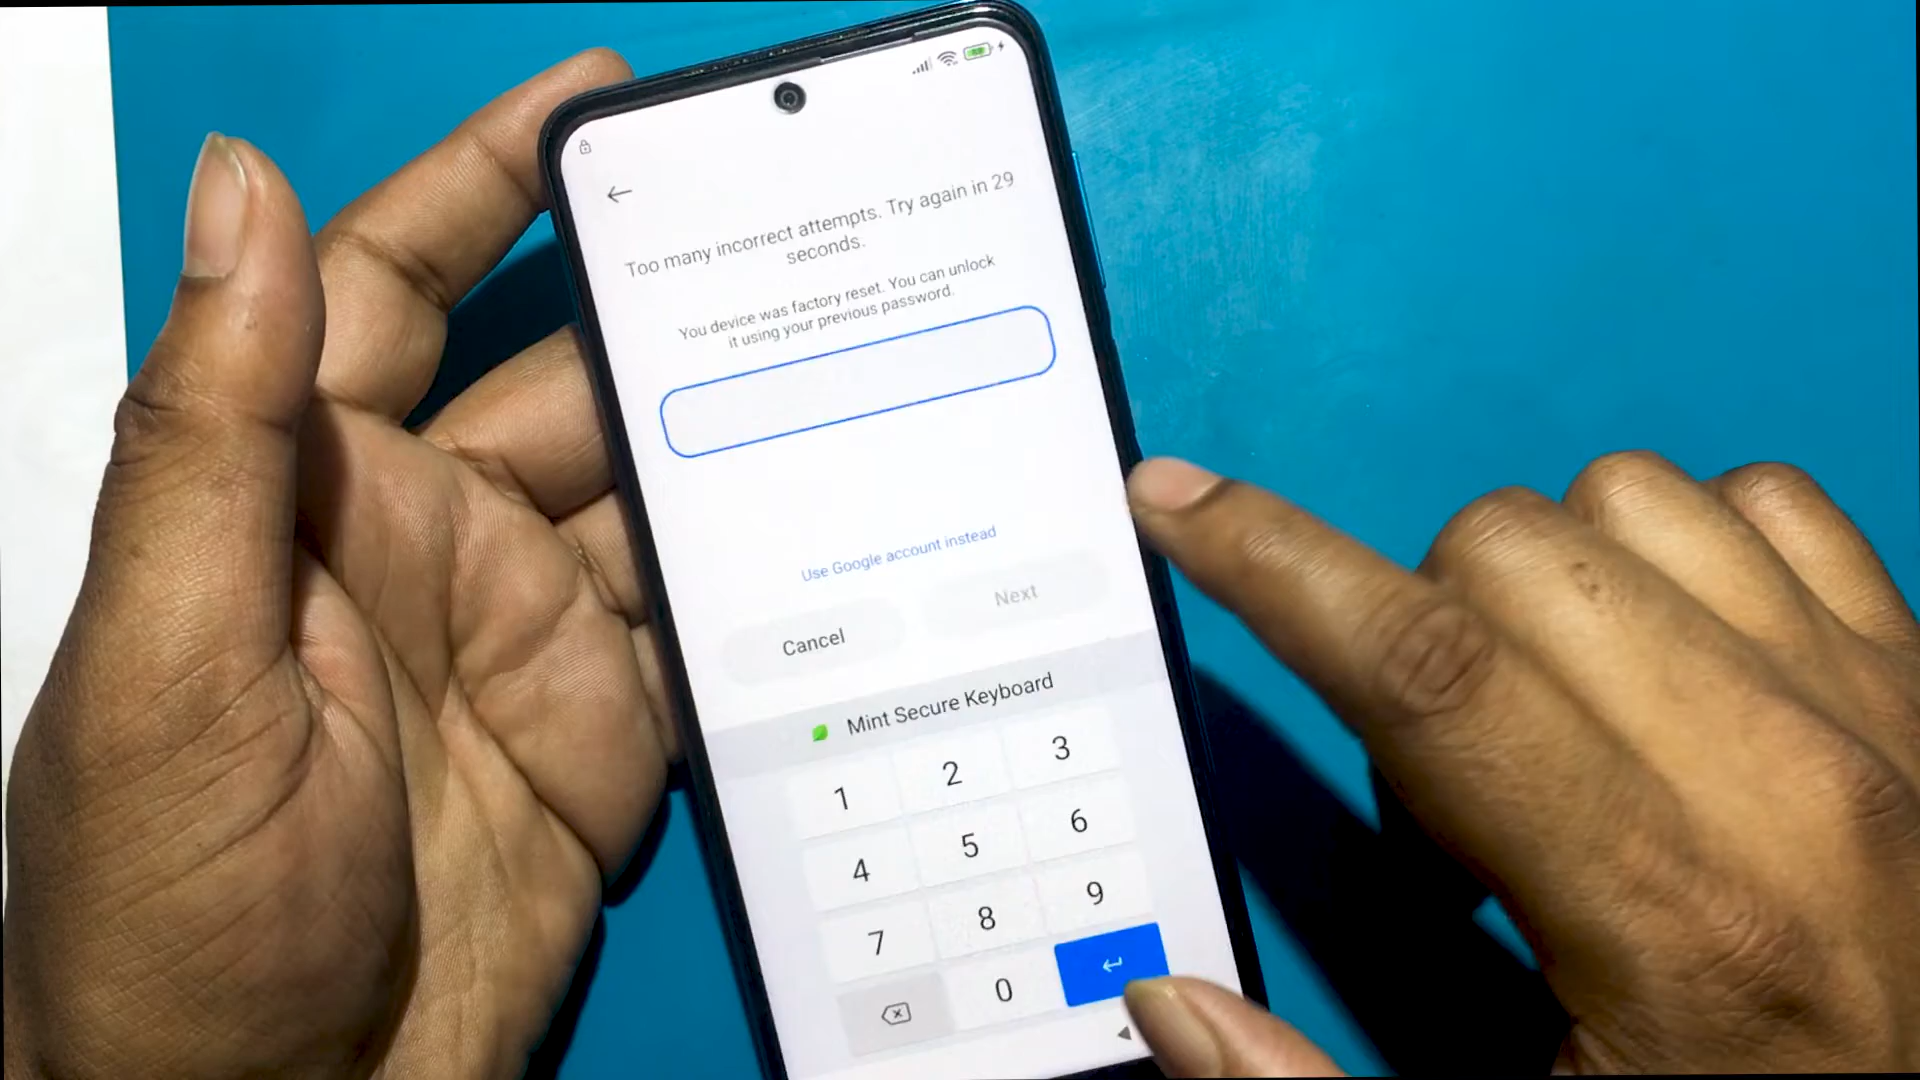 Too many incorrect attempts. Try again in 29
seconds.
You device was factory reset. You can unlock
it using your previous password.
Use Google account instead
Cancel
Next
Mint Secure Keyboard
1 2 3
4 5 6
7 8 9
0